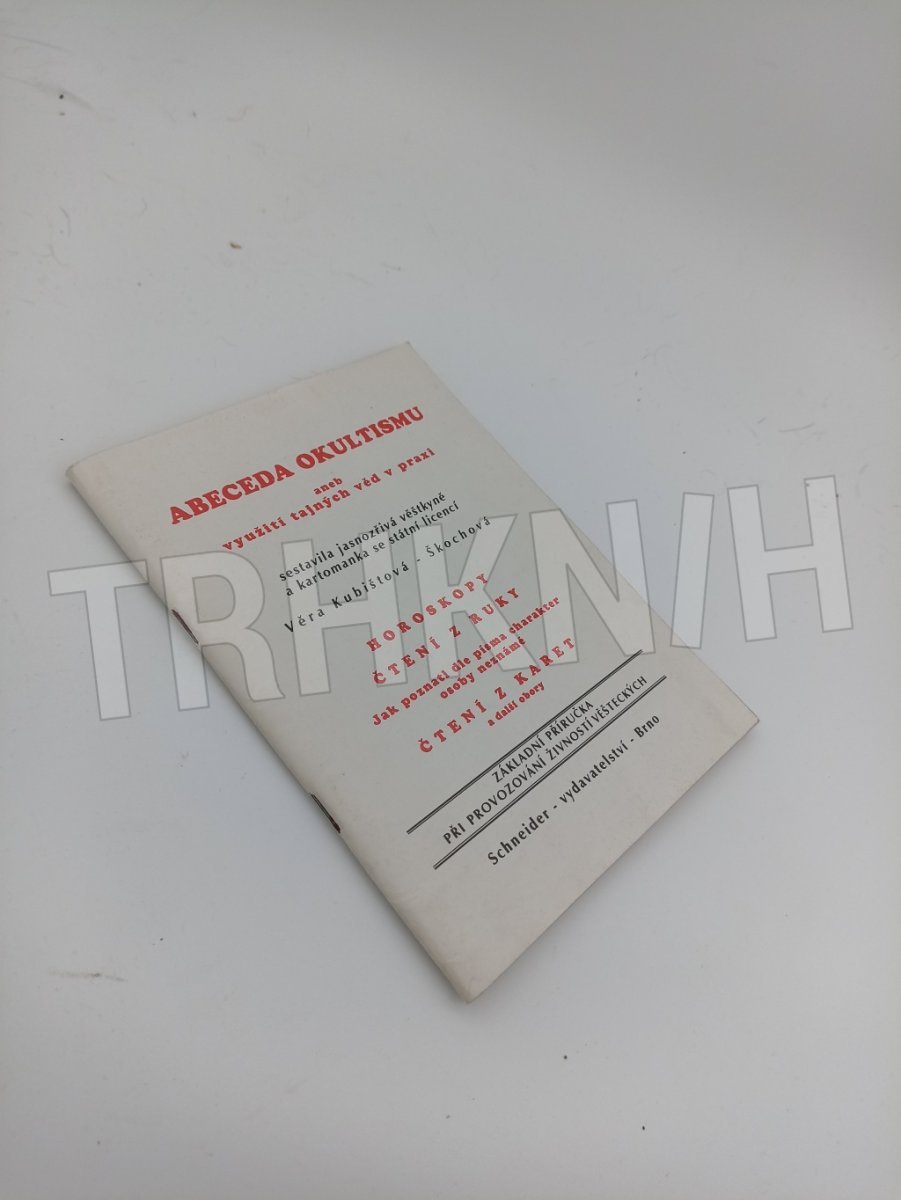 ABECEDA OKULTISMU
aneb
využití tajných věd v praxi
sestavila jasnozřivá věštkyně
a kartomanka se státní licencí
Věra Kubištová - Škochová
HOROSKOPY
ČTENÍ Z RUKY
Jak poznati dle písma charakter
osoby neznámé
ČTENÍ Z KARET
a další obory
ZÁKLADNÍ PŘÍRUČKA
PŘI PROVOZOVÁNÍ ŽIVNOSTÍ VĚŠTECKÝCH
Schneider - vydavatelství - Brno
TRHKNIH